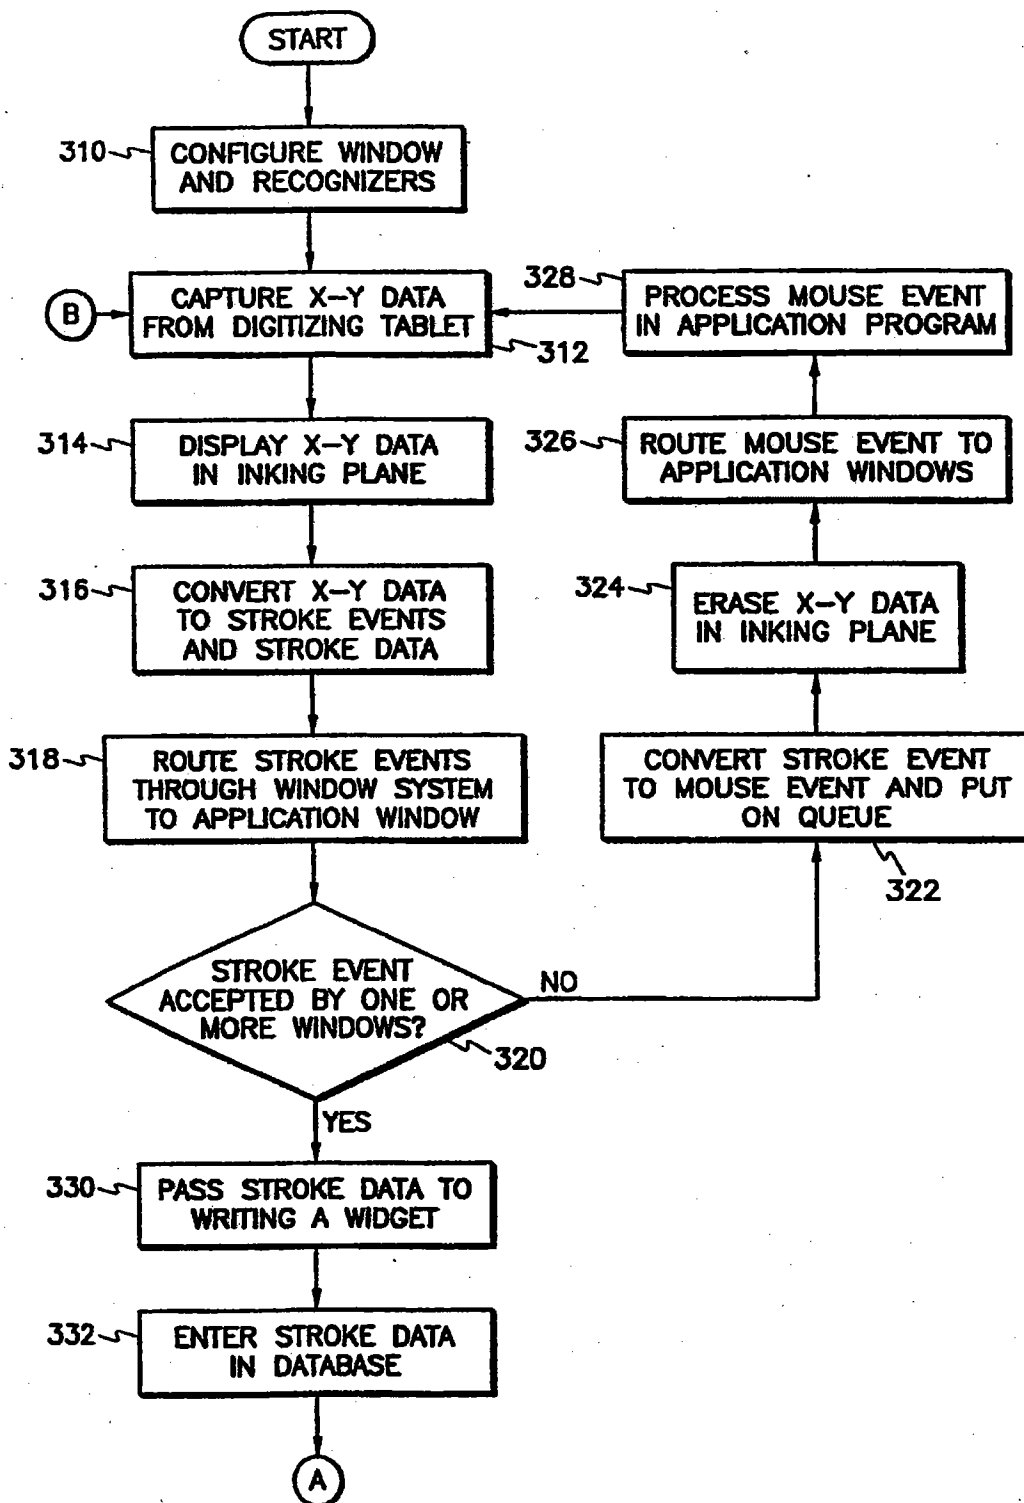 START
310
CONFIGURE WINDOW
AND RECOGNIZERS
B
CAPTURE X-Y DATA
FROM DIGITIZING TABLET
312
314
DISPLAY X-Y DATA
IN INKING PLANE
316
CONVERT X-Y DATA
TO STROKE EVENTS
AND STROKE DATA
318
ROUTE STROKE EVENTS
THROUGH WINDOW SYSTEM
TO APPLICATION WINDOW
STROKE EVENT
ACCEPTED BY ONE OR
MORE WINDOWS?
320
NO
322
CONVERT STROKE EVENT
TO MOUSE EVENT AND PUT
ON QUEUE
324
ERASE X-Y DATA
IN INKING PLANE
326
ROUTE MOUSE EVENT TO
APPLICATION WINDOWS
328
PROCESS MOUSE EVENT
IN APPLICATION PROGRAM
YES
330
PASS STROKE DATA TO
WRITING A WIDGET
332
ENTER STROKE DATA
IN DATABASE
A